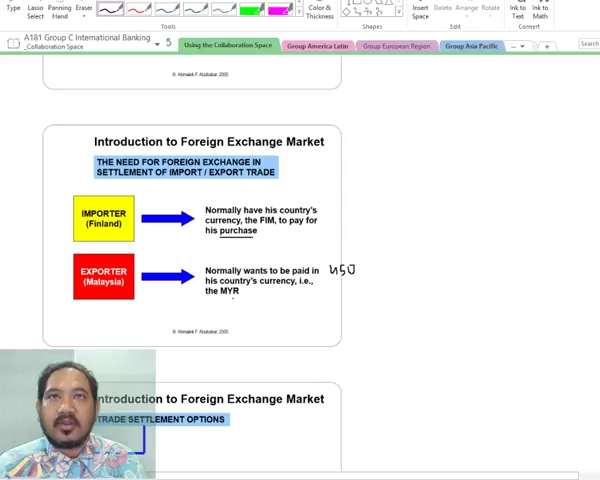 Type
Lasso
Select
Panning
Hand
Eraser
Color &
Thickness
Insert
Space
Delete
Arrange
Rotate
Ink to
Text
Ink to
Math
Tools
Shapes
Edit
Convert
A181 Group C International Banking
_Collaboration Space
Using the Collaboration Space
Group America Latin
Group European Region
Group Asia Pacific
...
+
Search
© Abmalek F. Abubakar, 2005
Introduction to Foreign Exchange Market
THE NEED FOR FOREIGN EXCHANGE IN
SETTLEMENT OF IMPORT / EXPORT TRADE
IMPORTER
(Finland)
Normally have his country's
currency, the FIM, to pay for
his purchase
EXPORTER
(Malaysia)
Normally wants to be paid in
his country's currency, i.e.,
the MYR
USD
© Abmalek F. Abubakar, 2005
Introduction to Foreign Exchange Market
TRADE SETTLEMENT OPTIONS